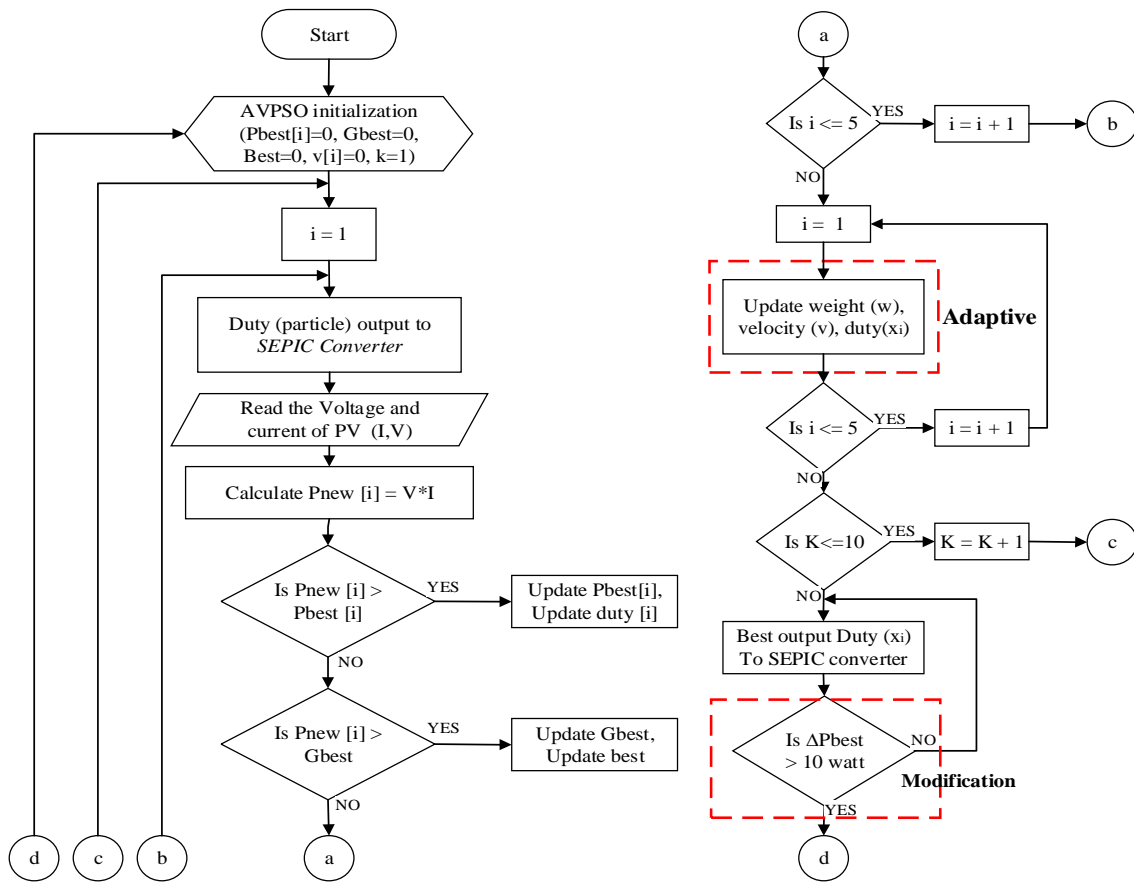 Start
AVPSO initialization
(Pbest[i]=0, Gbest=0,
Best=0, v[i]=0, k=1)
i = 1
Duty (particle) output to
SEPIC Converter
Read the Voltage and
current of PV (I,V)
Calculate Pnew [i] = V*I
Is Pnew [i] >
Pbest [i]
YES
Update Pbest[i],
Update duty [i]
NO
Is Pnew [i] >
Gbest
YES
Update Gbest,
Update best
NO
d
c
b
a
a
Is i <= 5
YES
i = i + 1
b
NO
i = 1
Update weight (w),
velocity (v), duty(xi)
Adaptive
Is i <= 5
YES
i = i + 1
NO
Is K<=10
YES
K = K + 1
c
NO
Best output Duty (xi)
To SEPIC converter
Is ΔPbest
> 10 watt
NO
Modification
YES
d